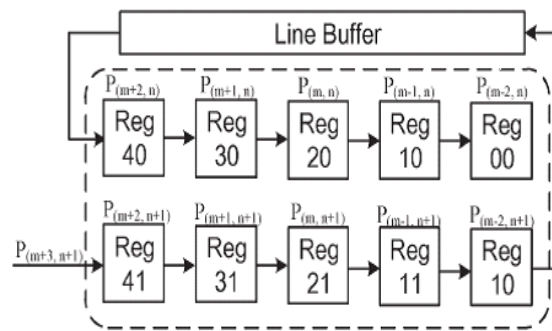 Line Buffer
P(m+2, n) P(m+1, n) P(m, n) P(m-1, n) P(m-2, n)
Reg Reg Reg Reg Reg
40 30 20 10 00
P(m+2, n+1) P(m+1, n+1) P(m, n+1) P(m-1, n+1) P(m-2, n+1)
P(m+3, n+1) Reg Reg Reg Reg Reg
41 31 21 11 10